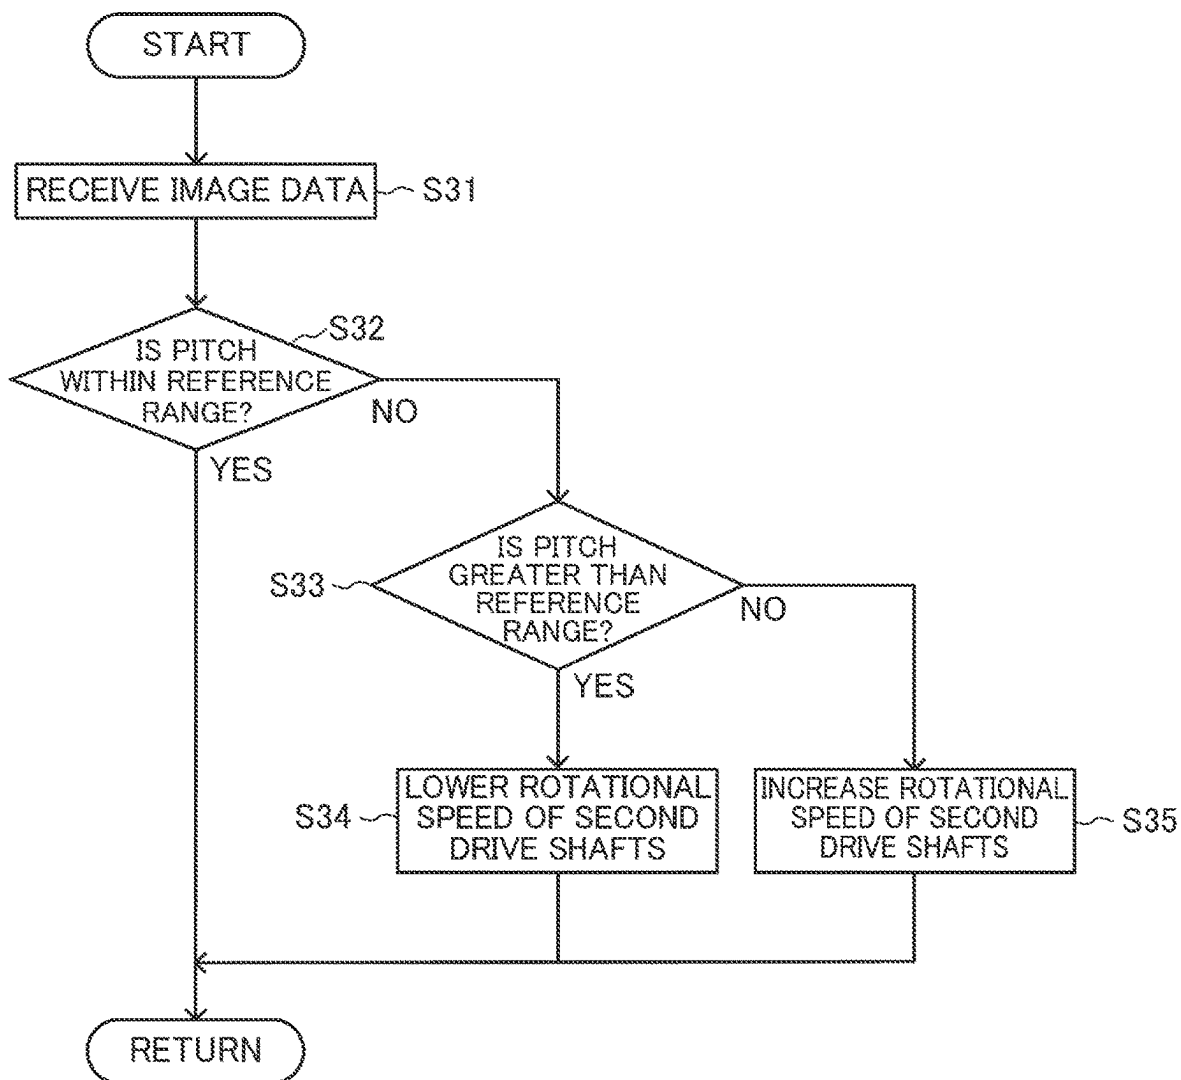 START
RECEIVE IMAGE DATA
S31
S32
IS PITCH
WITHIN REFERENCE
RANGE?
NO
YES
S33
IS PITCH
GREATER THAN
REFERENCE
RANGE?
NO
YES
S34
LOWER ROTATIONAL
SPEED OF SECOND
DRIVE SHAFTS
INCREASE ROTATIONAL
SPEED OF SECOND
DRIVE SHAFTS
S35
RETURN